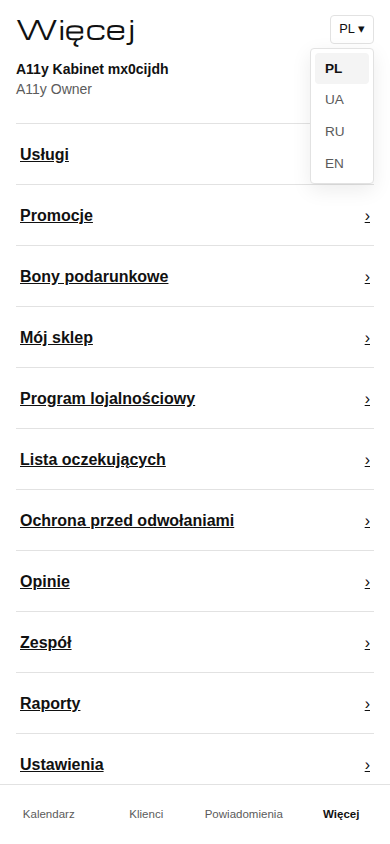 Więcej
PL ▾
A11y Kabinet mx0cijdh
A11y Owner
PL
UA
RU
EN
Usługi
Promocje ›
Bony podarunkowe ›
Mój sklep ›
Program lojalnościowy ›
Lista oczekujących ›
Ochrona przed odwołaniami ›
Opinie ›
Zespół ›
Raporty ›
Ustawienia ›
Kalendarz Klienci Powiadomienia Więcej